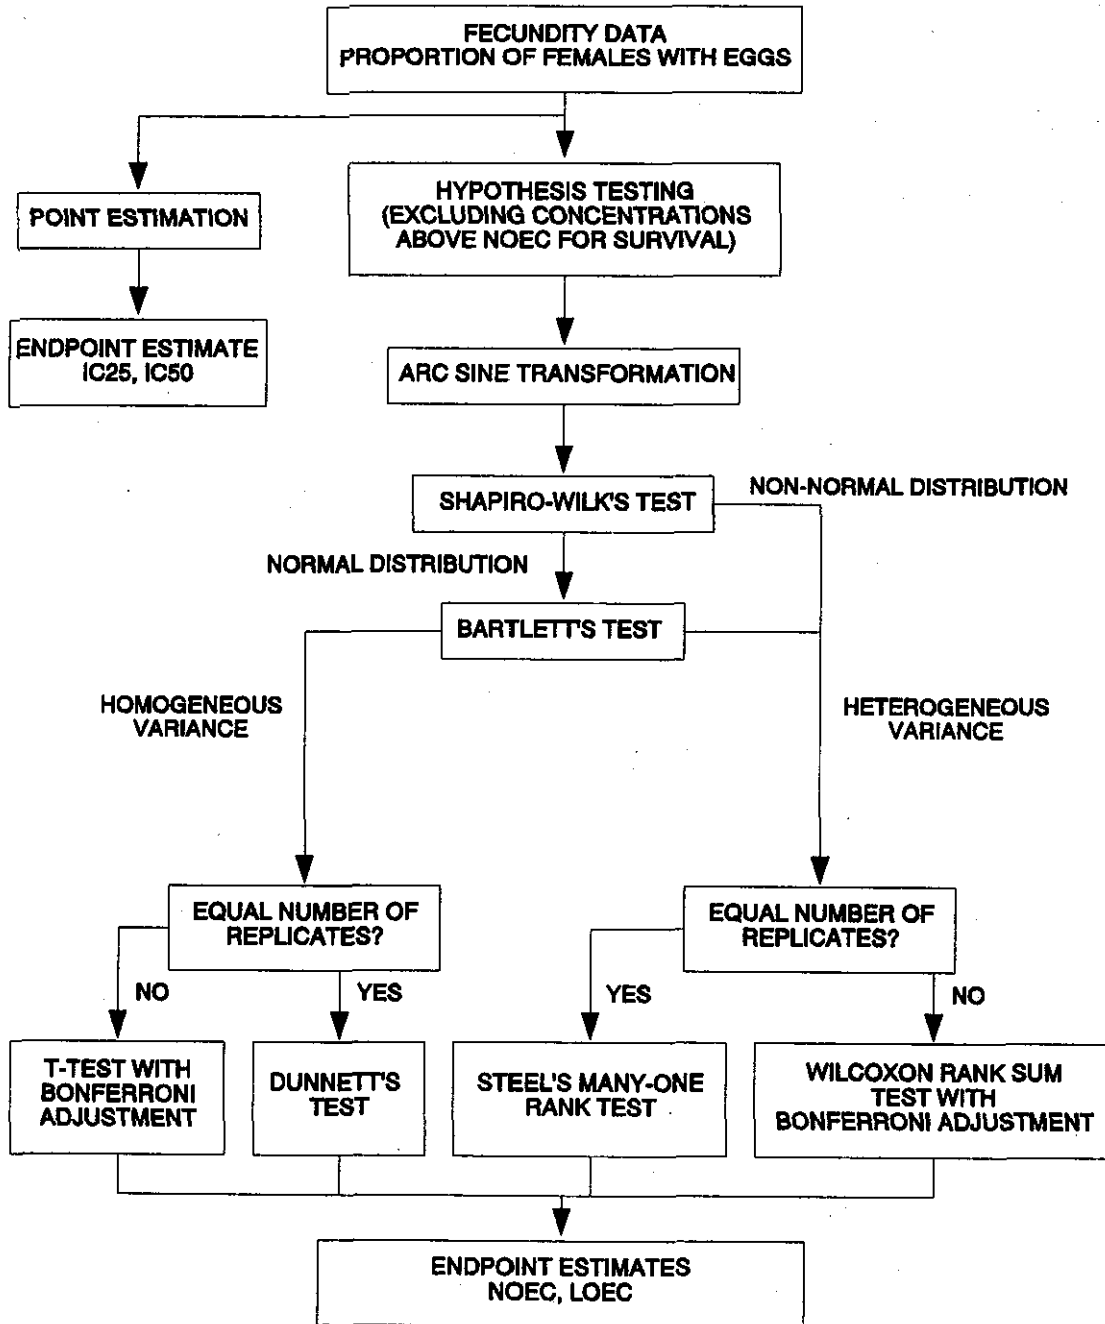 FECUNDITY DATA
PROPORTION OF FEMALES WITH EGGS
HYPOTHESIS TESTING
(EXCLUDING CONCENTRATIONS
ABOVE NOEC FOR SURVIVAL)
POINT ESTIMATION
ENDPOINT ESTIMATE
IC25, IC50
ARC SINE TRANSFORMATION
SHAPIRO-WILK'S TEST
NON-NORMAL DISTRIBUTION
NORMAL DISTRIBUTION
BARTLETT'S TEST
HOMOGENEOUS
VARIANCE
HETEROGENEOUS
VARIANCE
EQUAL NUMBER OF
REPLICATES?
EQUAL NUMBER OF
REPLICATES?
NO
YES
YES
NO
T-TEST WITH
BONFERRONI
ADJUSTMENT
DUNNETT'S
TEST
STEEL'S MANY-ONE
RANK TEST
WILCOXON RANK SUM
TEST WITH
BONFERRONI ADJUSTMENT
ENDPOINT ESTIMATES
NOEC, LOEC